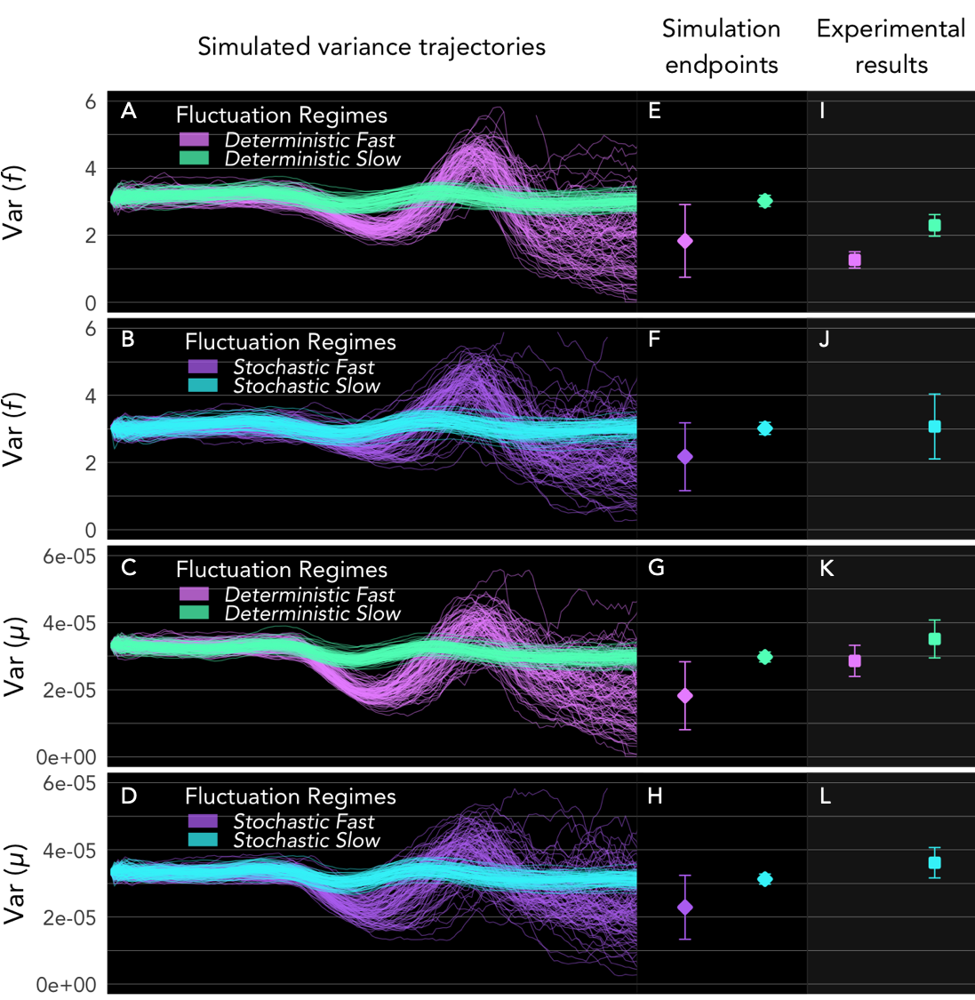 Simulated variance trajectories
Simulation
endpoints
Experimental
results
A
Fluctuation Regimes
Deterministic Fast
Deterministic Slow
E
I
6
4
2
0
Var (f)
B
Fluctuation Regimes
Stochastic Fast
Stochastic Slow
F
J
6
4
2
0
Var (f)
C
Fluctuation Regimes
Deterministic Fast
Deterministic Slow
G
K
6e-05
4e-05
2e-05
0e+00
Var (μ)
D
Fluctuation Regimes
Stochastic Fast
Stochastic Slow
H
L
6e-05
4e-05
2e-05
0e+00
Var (μ)